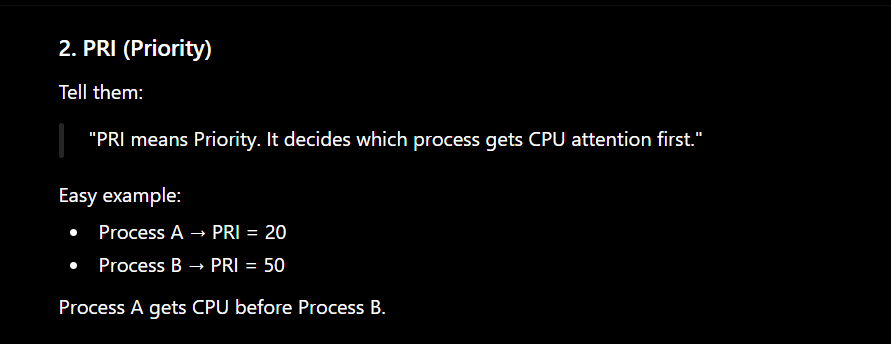 2. PRI (Priority)
Tell them:
"PRI means Priority. It decides which process gets CPU attention first."
Easy example:
• Process A → PRI = 20
• Process B → PRI = 50
Process A gets CPU before Process B.